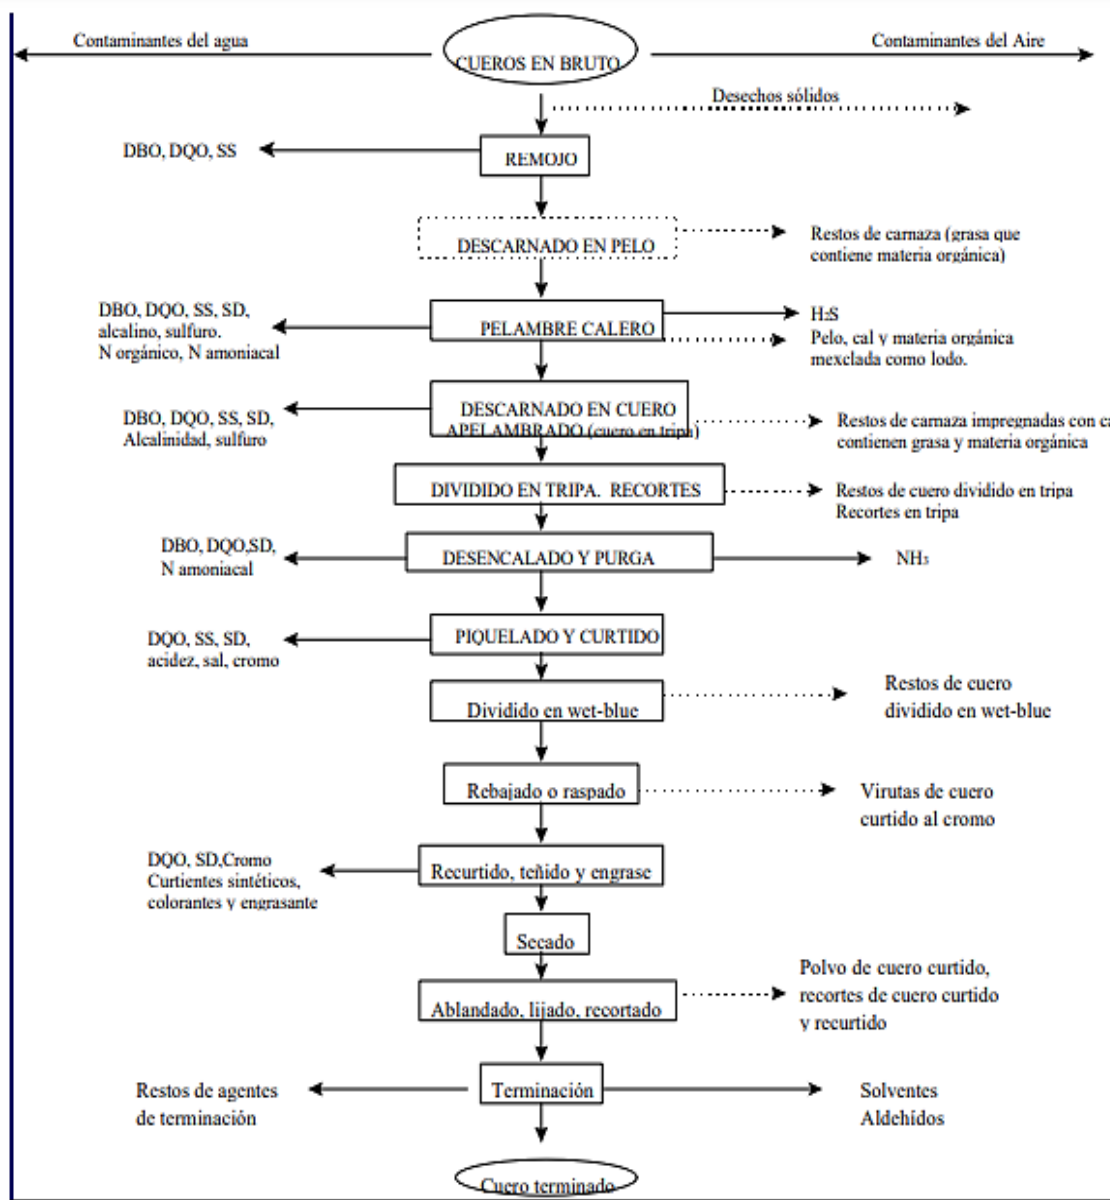 Contaminantes del agua
CUEROS EN BRUTO
Contaminantes del Aire
Desechos sólidos
DBO, DQO, SS
REMOJO
DESCARNADO EN PELO
Restos de carnaza (grasa que
contiene materia orgánica)
DBO, DQO, SS, SD,
alcalino, sulfuro.
N orgánico, N amoniacal
PELAMBRE CALERO
H₂S
Pelo, cal y materia orgánica
mexclada como lodo.
DBO, DQO, SS, SD,
Alcalinidad, sulfuro
DESCARNADO EN CUERO
APELAMBRADO (cuero en tripa)
Restos de carnaza impregnadas con ca
contienen grasa y materia orgánica
DIVIDIDO EN TRIPA. RECORTES
Restos de cuero dividido en tripa
Recortes en tripa
DBO, DQO,SD,
N amoniacal
DESENCALADO Y PURGA
NH₃
DQO, SS, SD,
acidez, sal, cromo
PIQUELADO Y CURTIDO
Dividido en wet-blue
Restos de cuero
dividido en wet-blue
Rebajado o raspado
Virutas de cuero
curtido al cromo
DQO, SD,Cromo
Curtientes sintéticos,
colorantes y engrasante
Recurtido, teñido y engrase
Secado
Ablandado, lijado, recortado
Polvo de cuero curtido,
recortes de cuero curtido
y recurtido
Restos de agentes
de terminación
Terminación
Solventes
Aldehídos
Cuero terminado